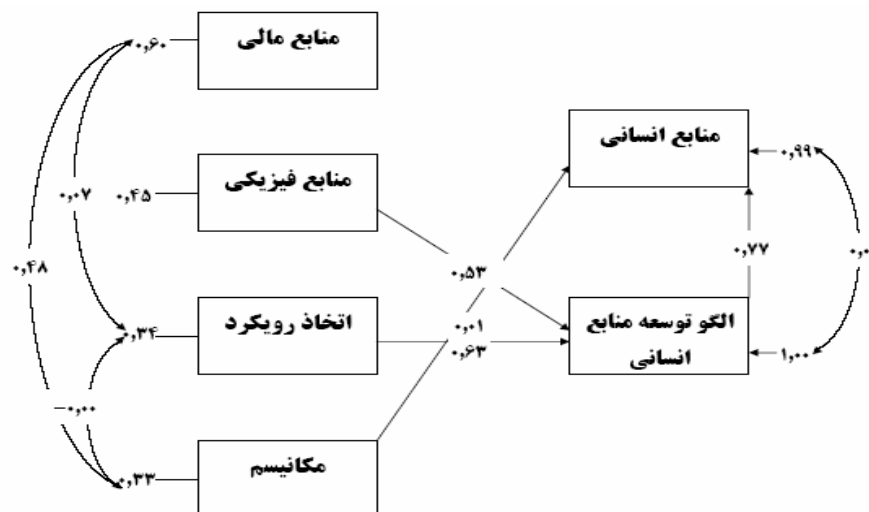 منابع مالی
۰,۶۰
منابع انسانی
۰,۹۹
منابع فیزیکی
۰,۴۵
۰,۰۷
۰,۴۸
۰,۵۳
۰,۷۷
۰,۰
اتخاذ رویکرد
۰,۳۴
۰,۰۱
۰,۶۳
الگو توسعه منابع
انسانی
۱,۰۰
-۰,۰۰
مکانیسم
۰,۳۳